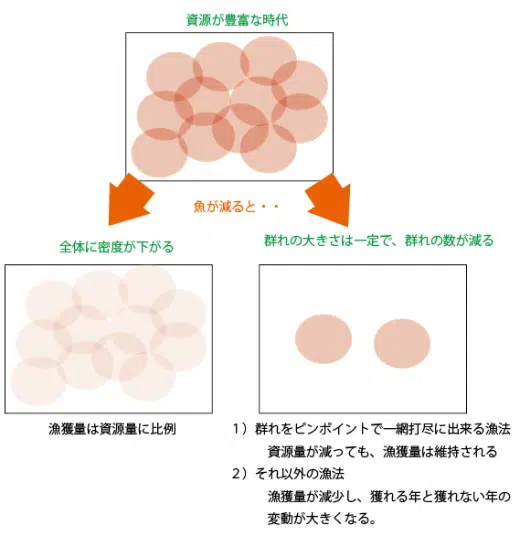 資源が豊富な時代
魚が減ると・・
全体に密度が下がる
群れの大きさは一定で、群れの数が減る
漁獲量は資源量に比例
1）群れをピンポイントで一網打尽に出来る漁法
資源量が減っても、漁獲量は維持される
2）それ以外の漁法
漁獲量が減少し、獲れる年と獲れない年の
変動が大きくなる。